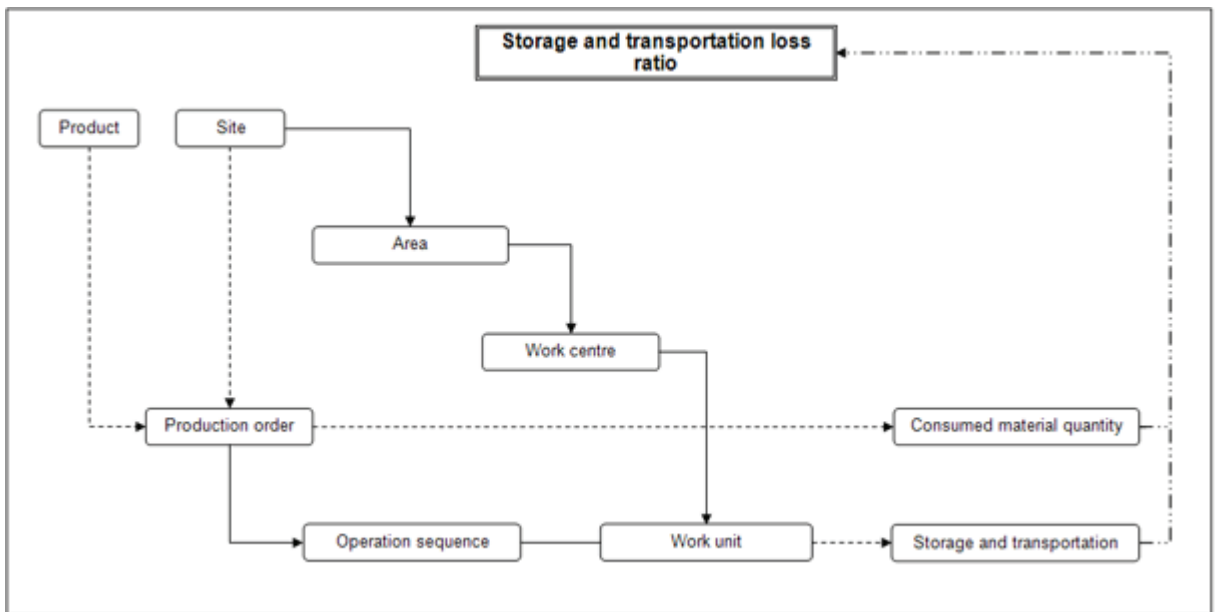 Storage and transportation loss
ratio
Product
Site
Area
Work centre
Production order
Consumed material quantity
Operation sequence
Work unit
Storage and transportation